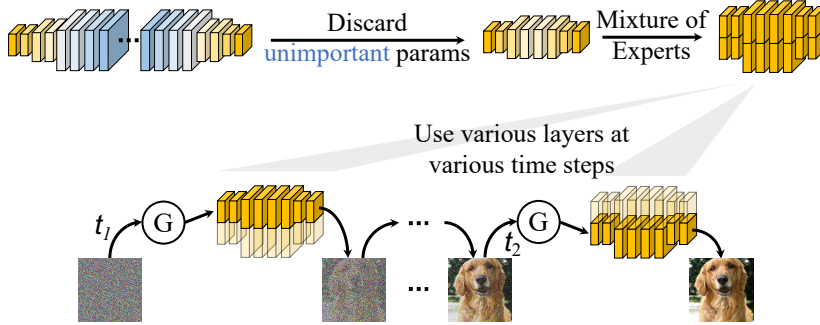 Discard
unimportant params
Mixture of
Experts
Use various layers at
various time steps
t1
G
...
t2
G
...
...